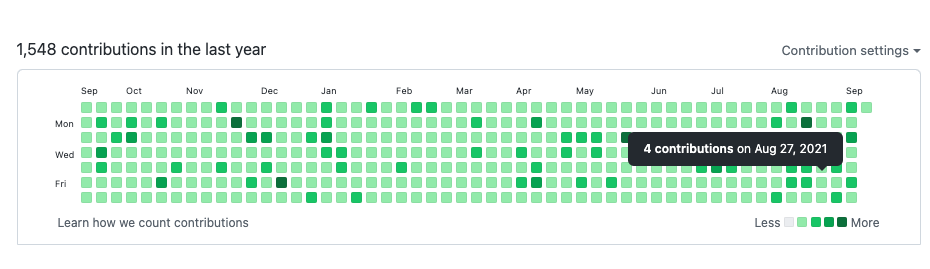 1,548 contributions in the last year
Contribution settings
Sep Oct Nov Dec Jan Feb Mar Apr May Jun Jul Aug Sep
Mon
4 contributions on Aug 27, 2021
Wed
Fri
Learn how we count contributions
Less More